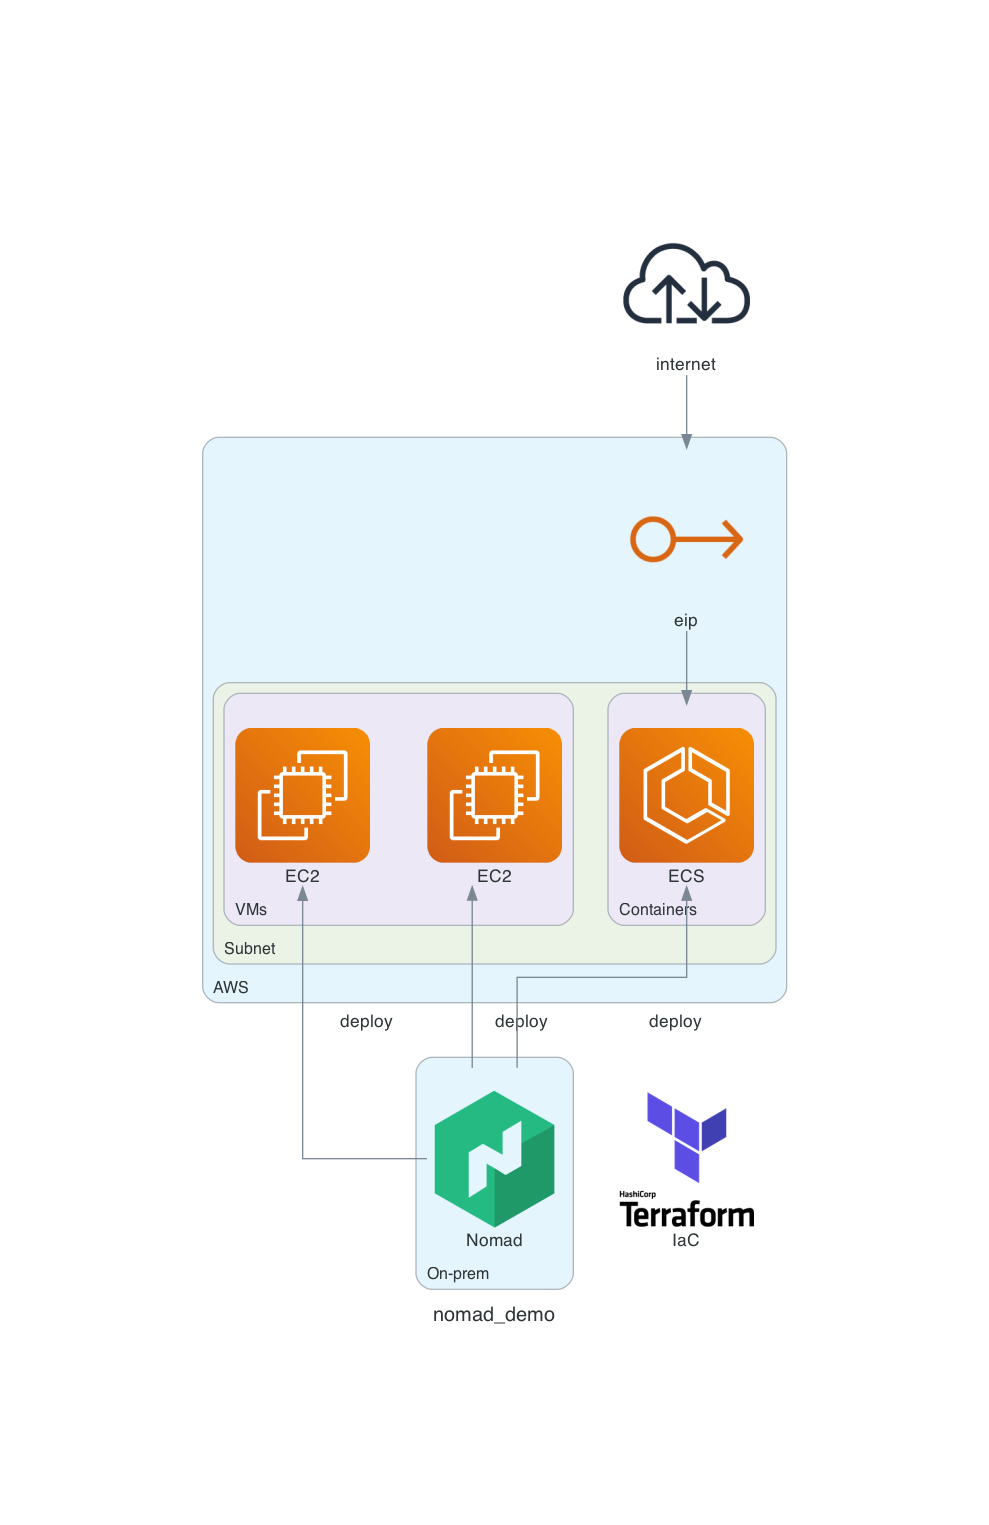 internet
eip
EC2
EC2
ECS
VMs
Containers
Subnet
AWS
deploy
deploy
deploy
HashiCorp
Terraform
Nomad
IaC
On-prem
nomad_demo